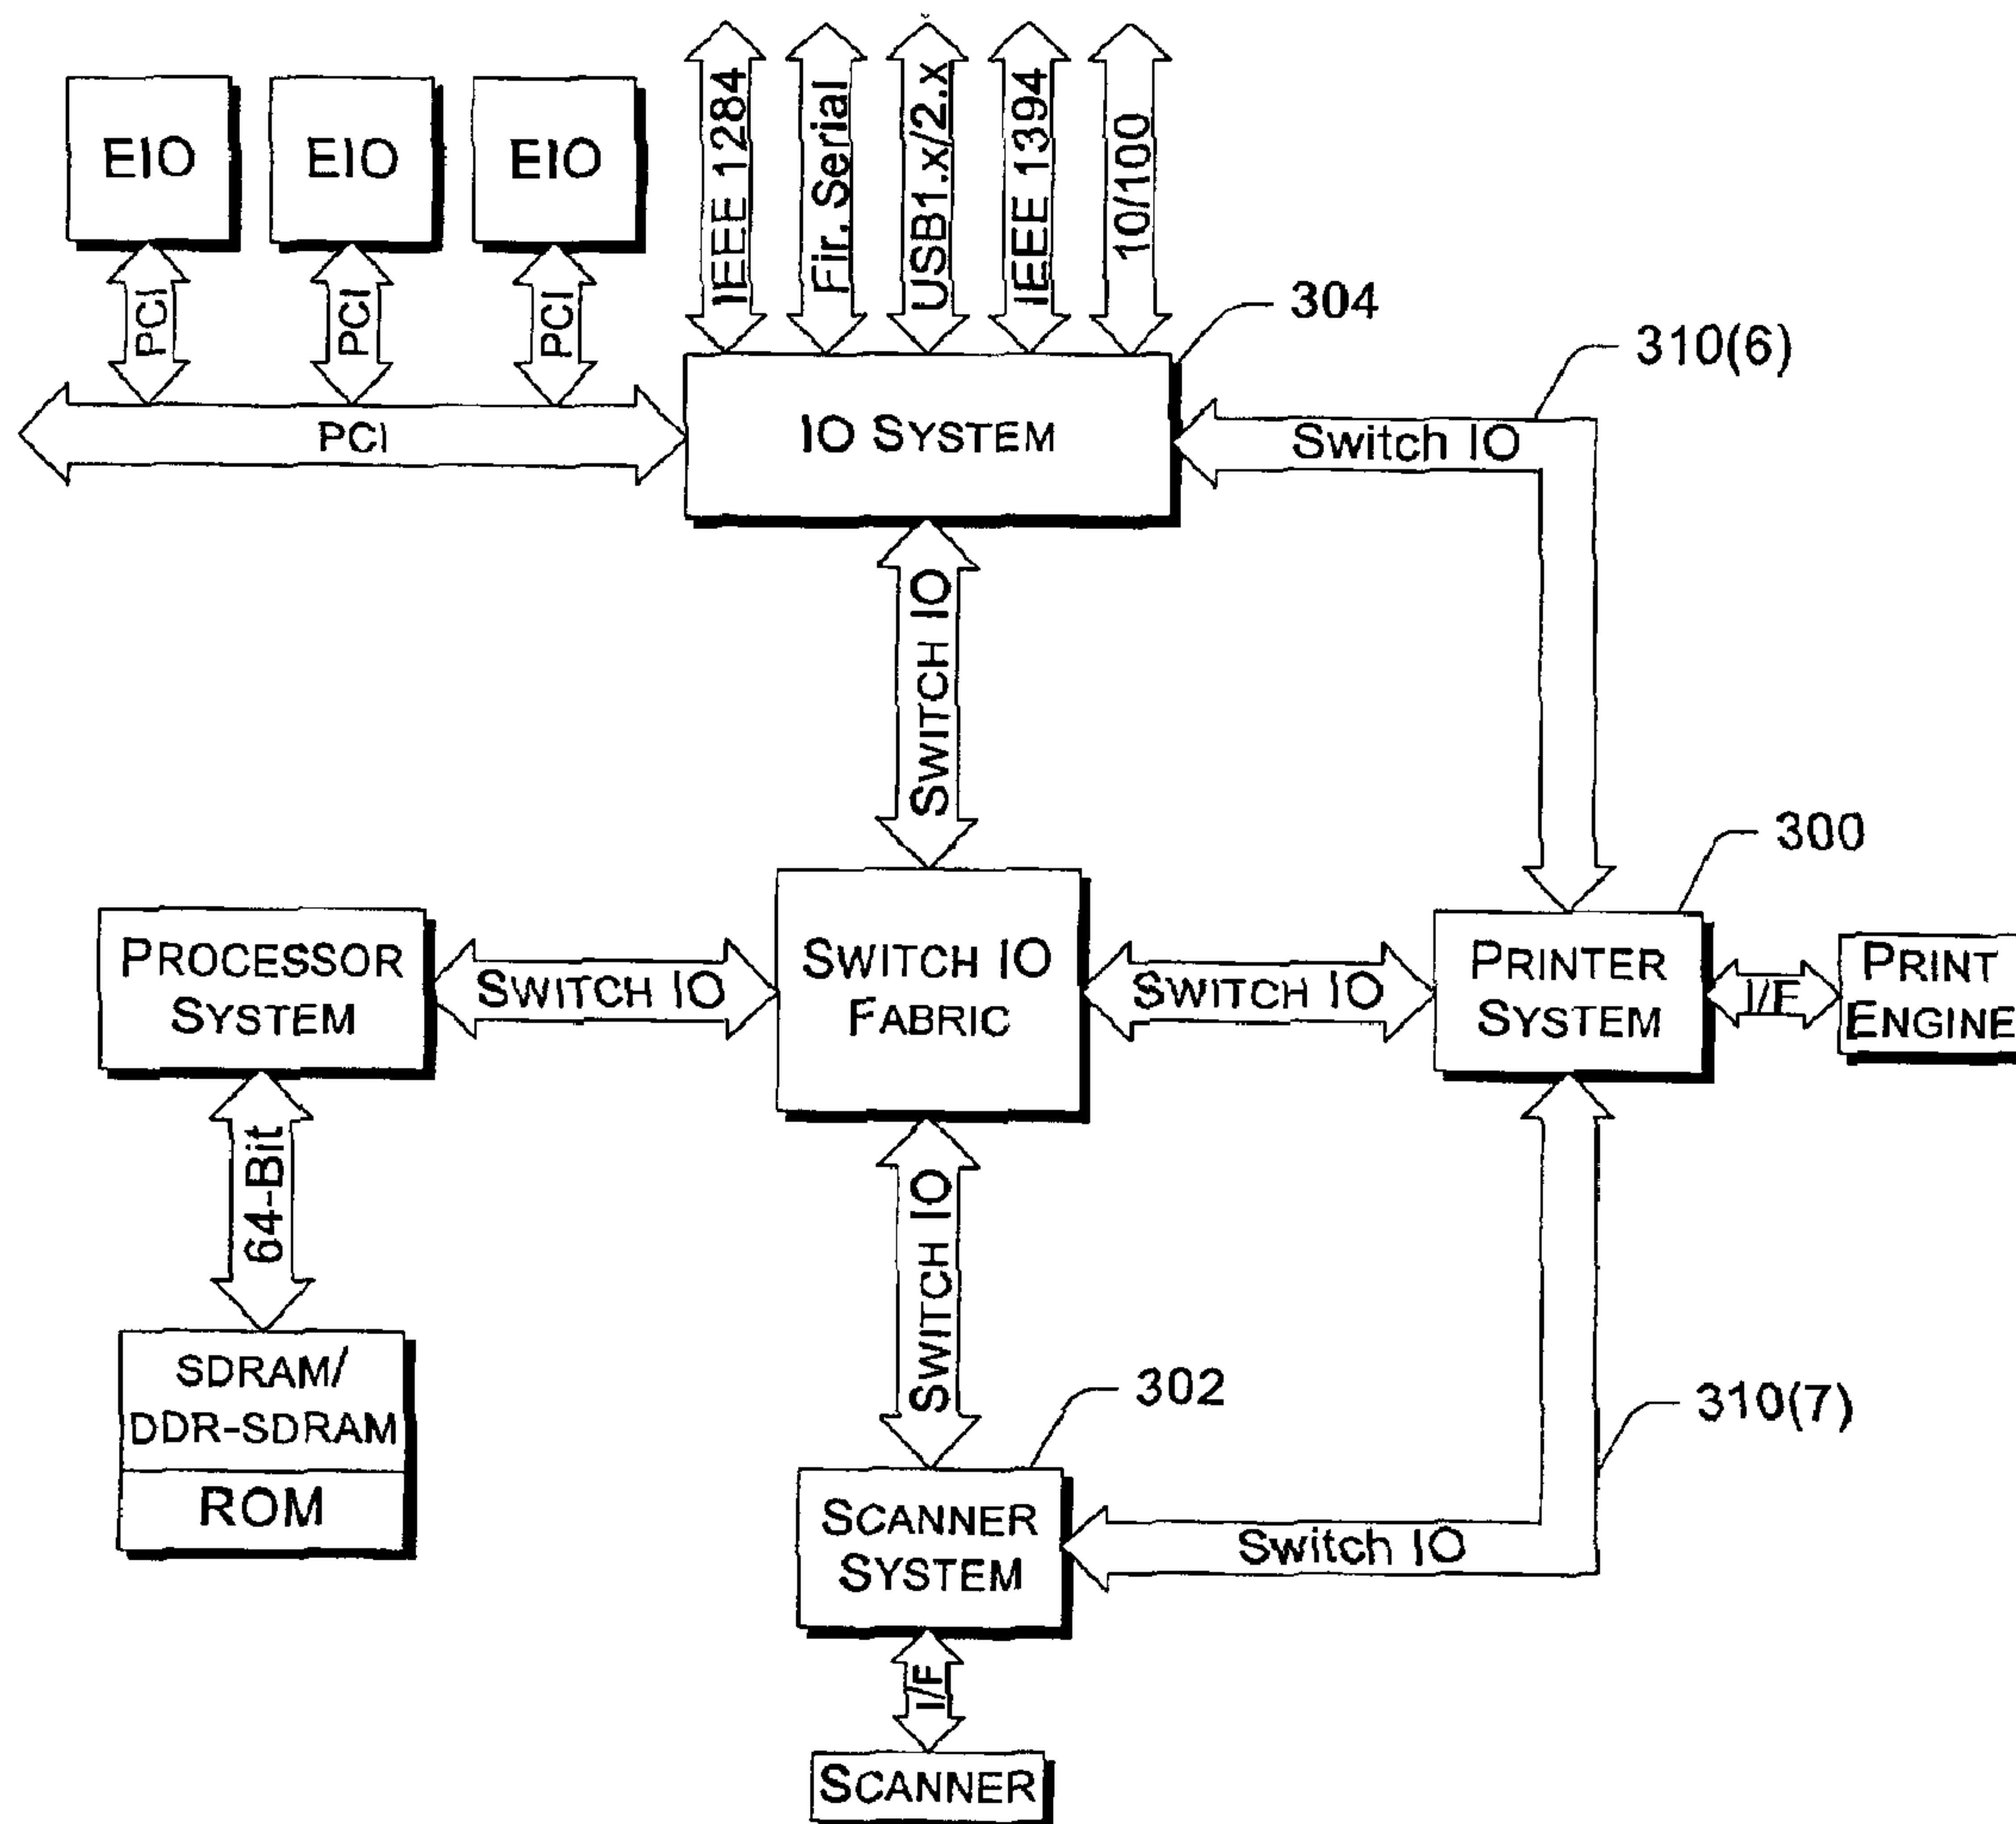 EIO
EIO
EIO
IEEE 1284
Fir. Serial
USB1.x/2.x
IEEE 1394
10/100
PCI
PCI
PCI
304
310(6)
PCI
IO SYSTEM
Switch IO
SWITCH IO
300
PROCESSOR
SYSTEM
SWITCH IO
SWITCH IO
FABRIC
SWITCH IO
PRINTER
SYSTEM
I/F
PRINT
ENGINE
64-Bit
SWITCH IO
SDRAM/
DDR-SDRAM
ROM
302
310(7)
SCANNER
SYSTEM
Switch IO
I/F
SCANNER